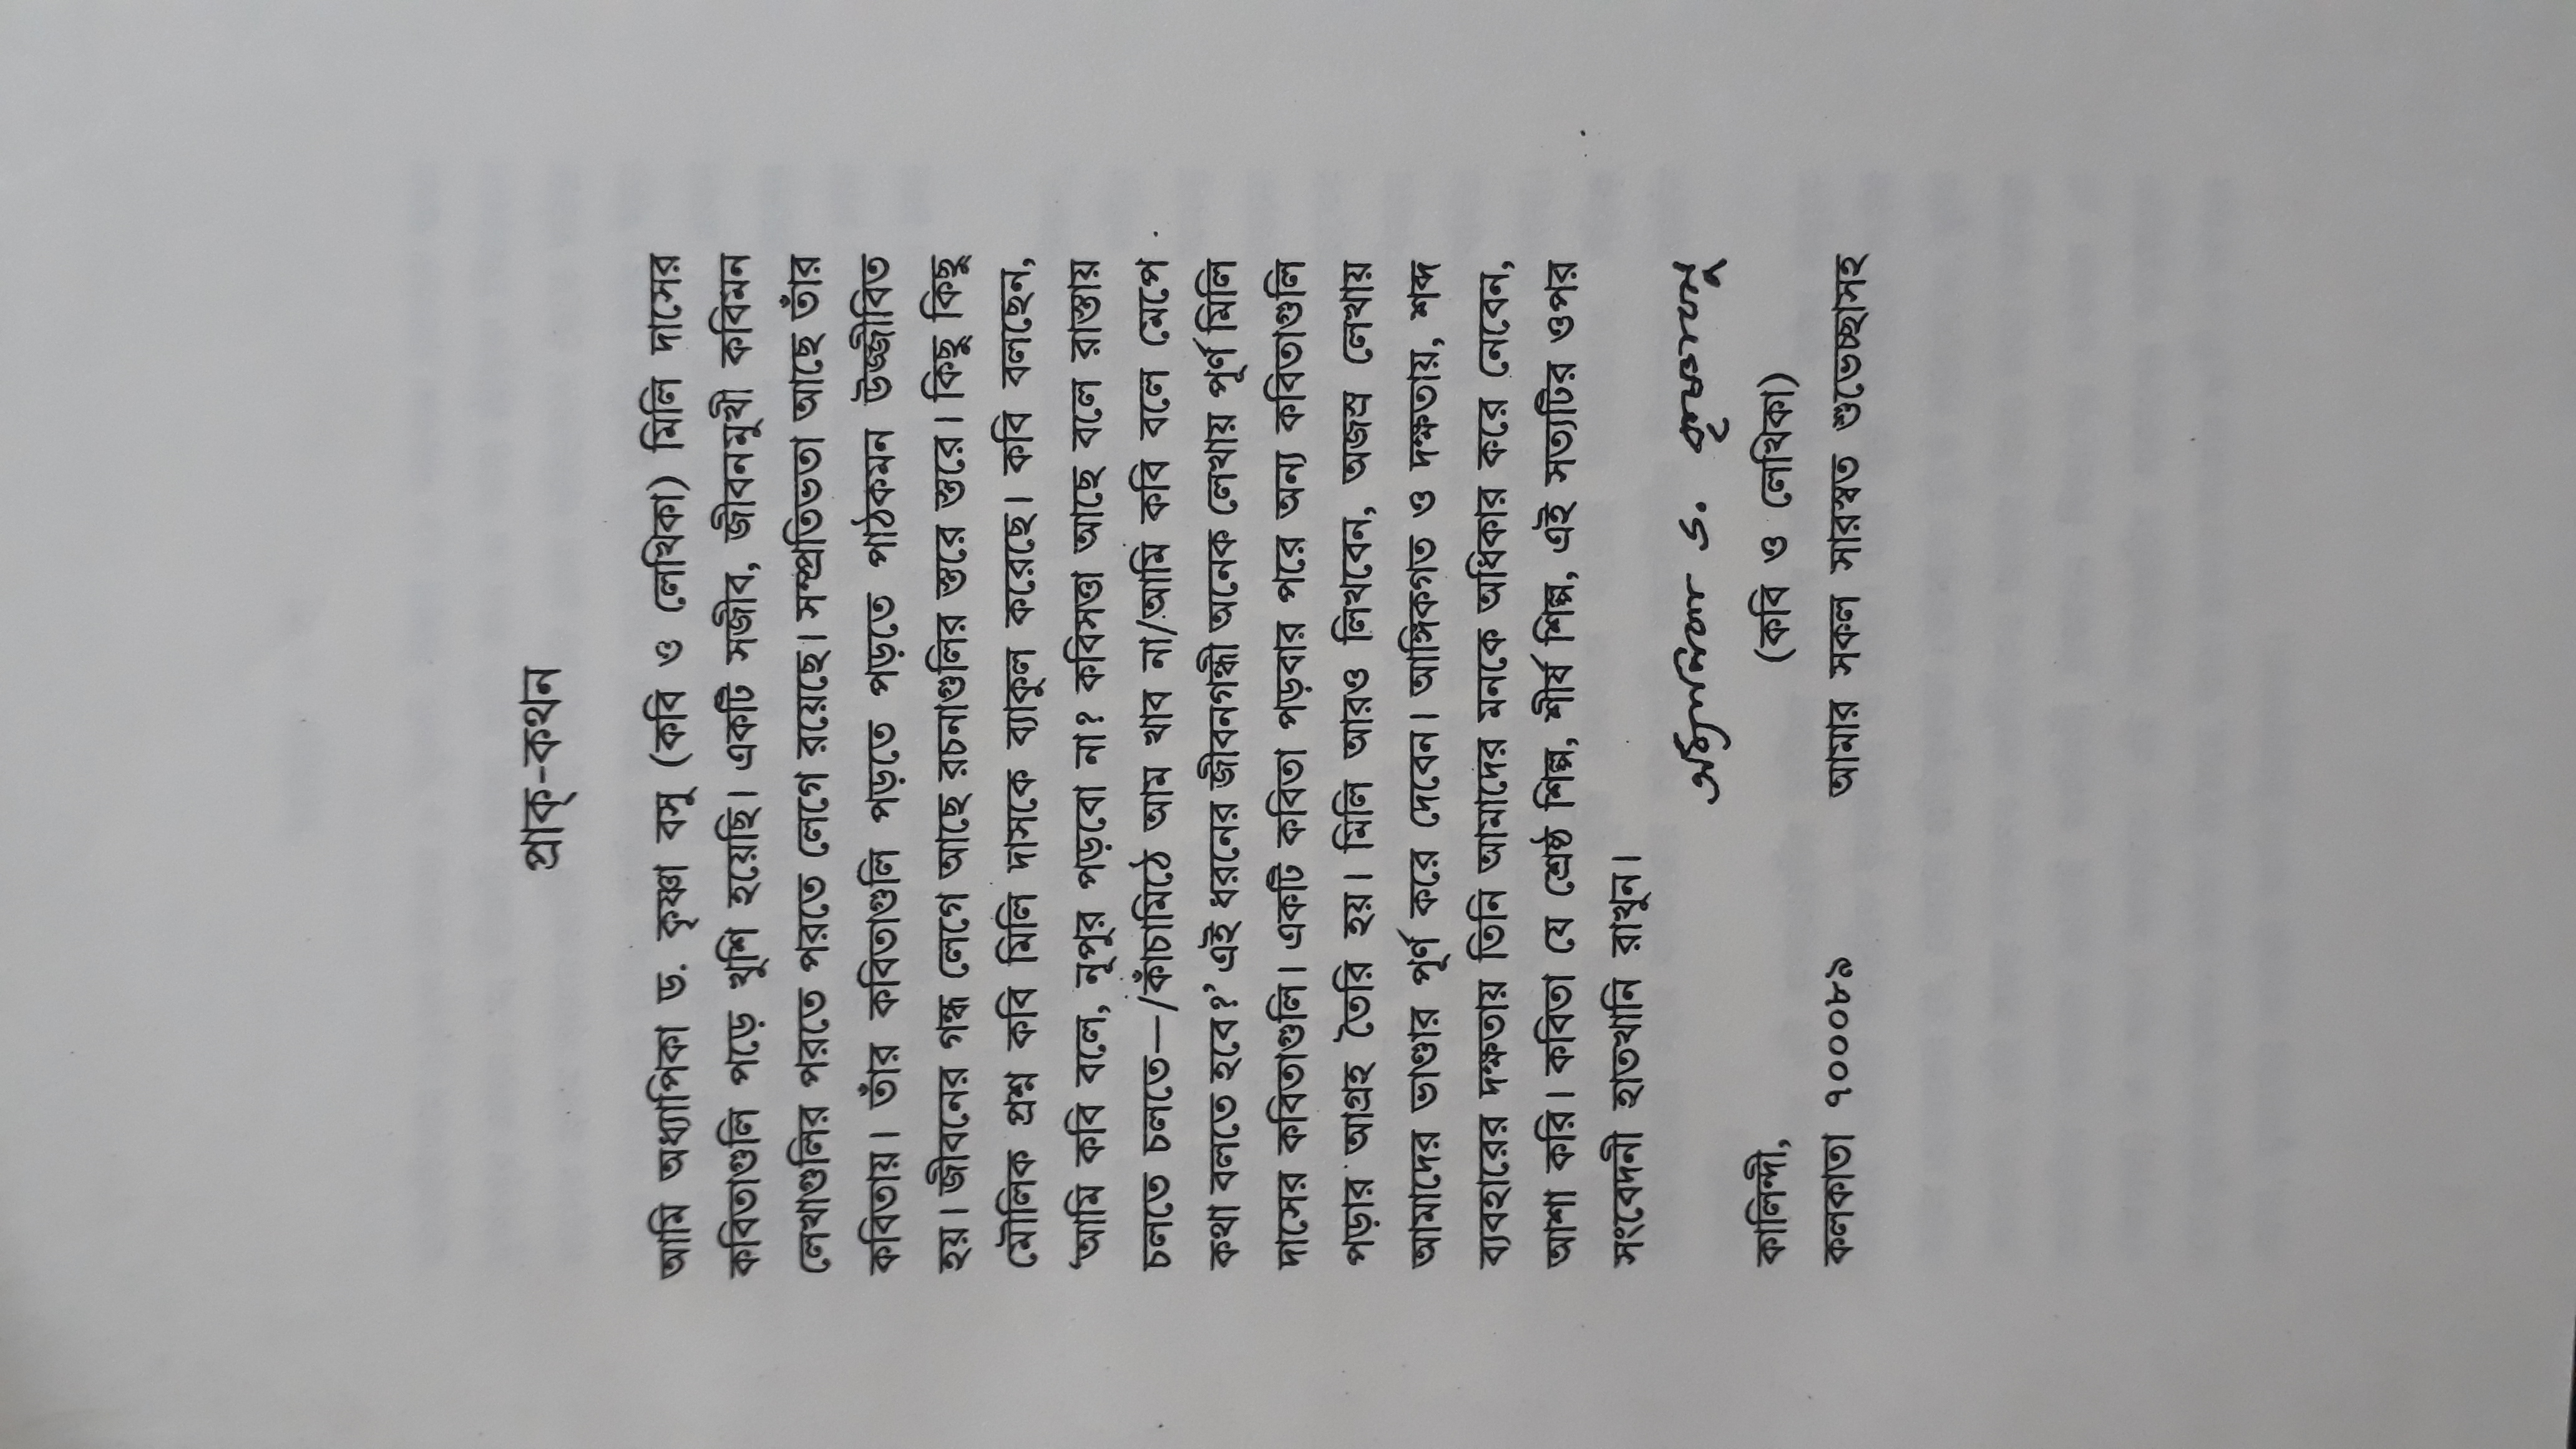 প্রাক্-কথন
আমি অধ্যাপিকা ড. কৃষ্ণা বসু (কবি ও লেখিকা) মিলি দাসের
কবিতাগুলি পড়ে খুশি হয়েছি। একটি সজীব, জীবনমুখী কবিমন
লেখাগুলির পরতে পরতে লেগে রয়েছে। সম্প্রতিভতা আছে তাঁর
কবিতায়। তাঁর কবিতাগুলি পড়তে পড়তে পাঠকমন উজ্জীবিত
হয়। জীবনের গন্ধ লেগে আছে রচনাগুলির স্তরে স্তরে। কিছু কিছু
মৌলিক প্রশ্ন কবি মিলি দাসকে ব্যাকুল করেছে। কবি বলছেন,
‘আমি কবি বলে, নূপুর পড়বো না? কবিসত্তা আছে বলে রাস্তায়
চলতে চলতে—/কাঁচামিঠে আম খাব না/আমি কবি বলে মেপে
কথা বলতে হবে?’ এই ধরনের জীবনগন্ধী অনেক লেখায় পূর্ণ মিলি
দাসের কবিতাগুলি। একটি কবিতা পড়বার পরে অন্য কবিতাগুলি
পড়ার আগ্রহ তৈরি হয়। মিলি আরও লিখবেন, অজস্র লেখায়
আমাদের ভাণ্ডার পূর্ণ করে দেবেন। আঙ্গিকগত ও দক্ষতায়, শব্দ
ব্যবহারের দক্ষতায় তিনি আমাদের মনকে অধিকার করে নেবেন,
আশা করি। কবিতা যে শ্রেষ্ঠ শিল্প, শীর্ষ শিল্প, এই সত্যটির ওপর
সংবেদনী হাতখানি রাখুন।
অধ্যাপিকা ড. কৃষ্ণা বসু
কালিন্দী, (কবি ও লেখিকা)
কলকাতা ৭০০০৮৯ আমার সকল সারস্বত শুভেচ্ছাসহ